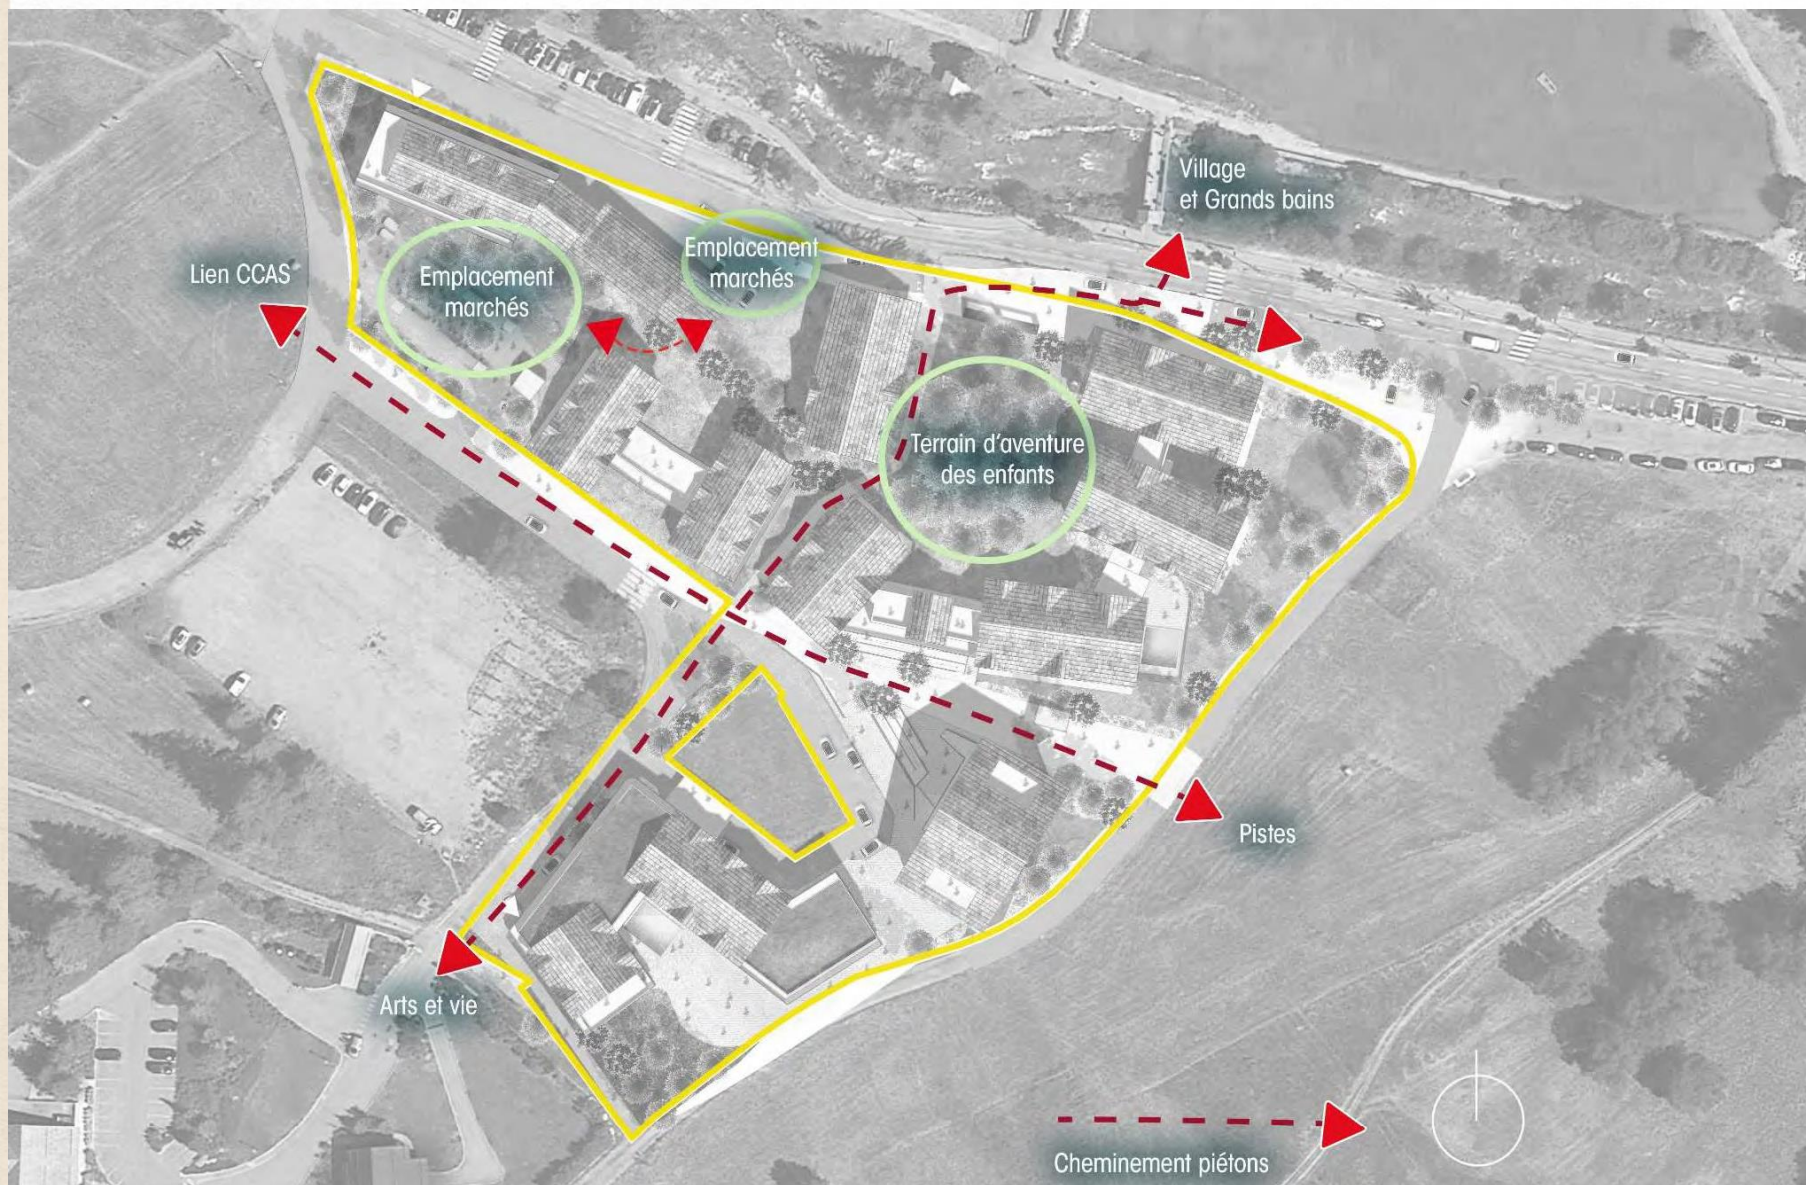 Village
et Grands bains
Lien CCAS
Emplacement
marchés
Emplacement
marchés
Terrain d'aventure
des enfants
Pistes
Arts et vie
Cheminement piétons